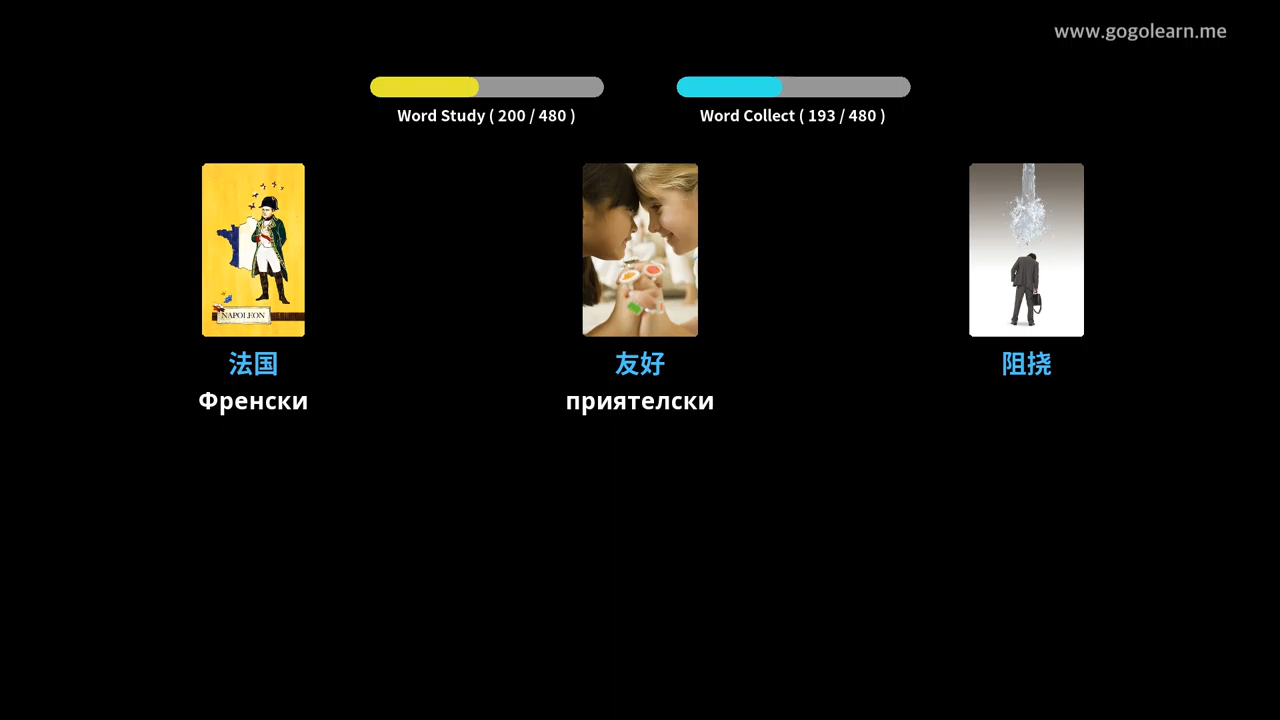 www.gogolearn.me
Word Study ( 200 / 480 )
Word Collect ( 193 / 480 )
NAPOLEON
法国
友好
阻挠
Френски
приятелски